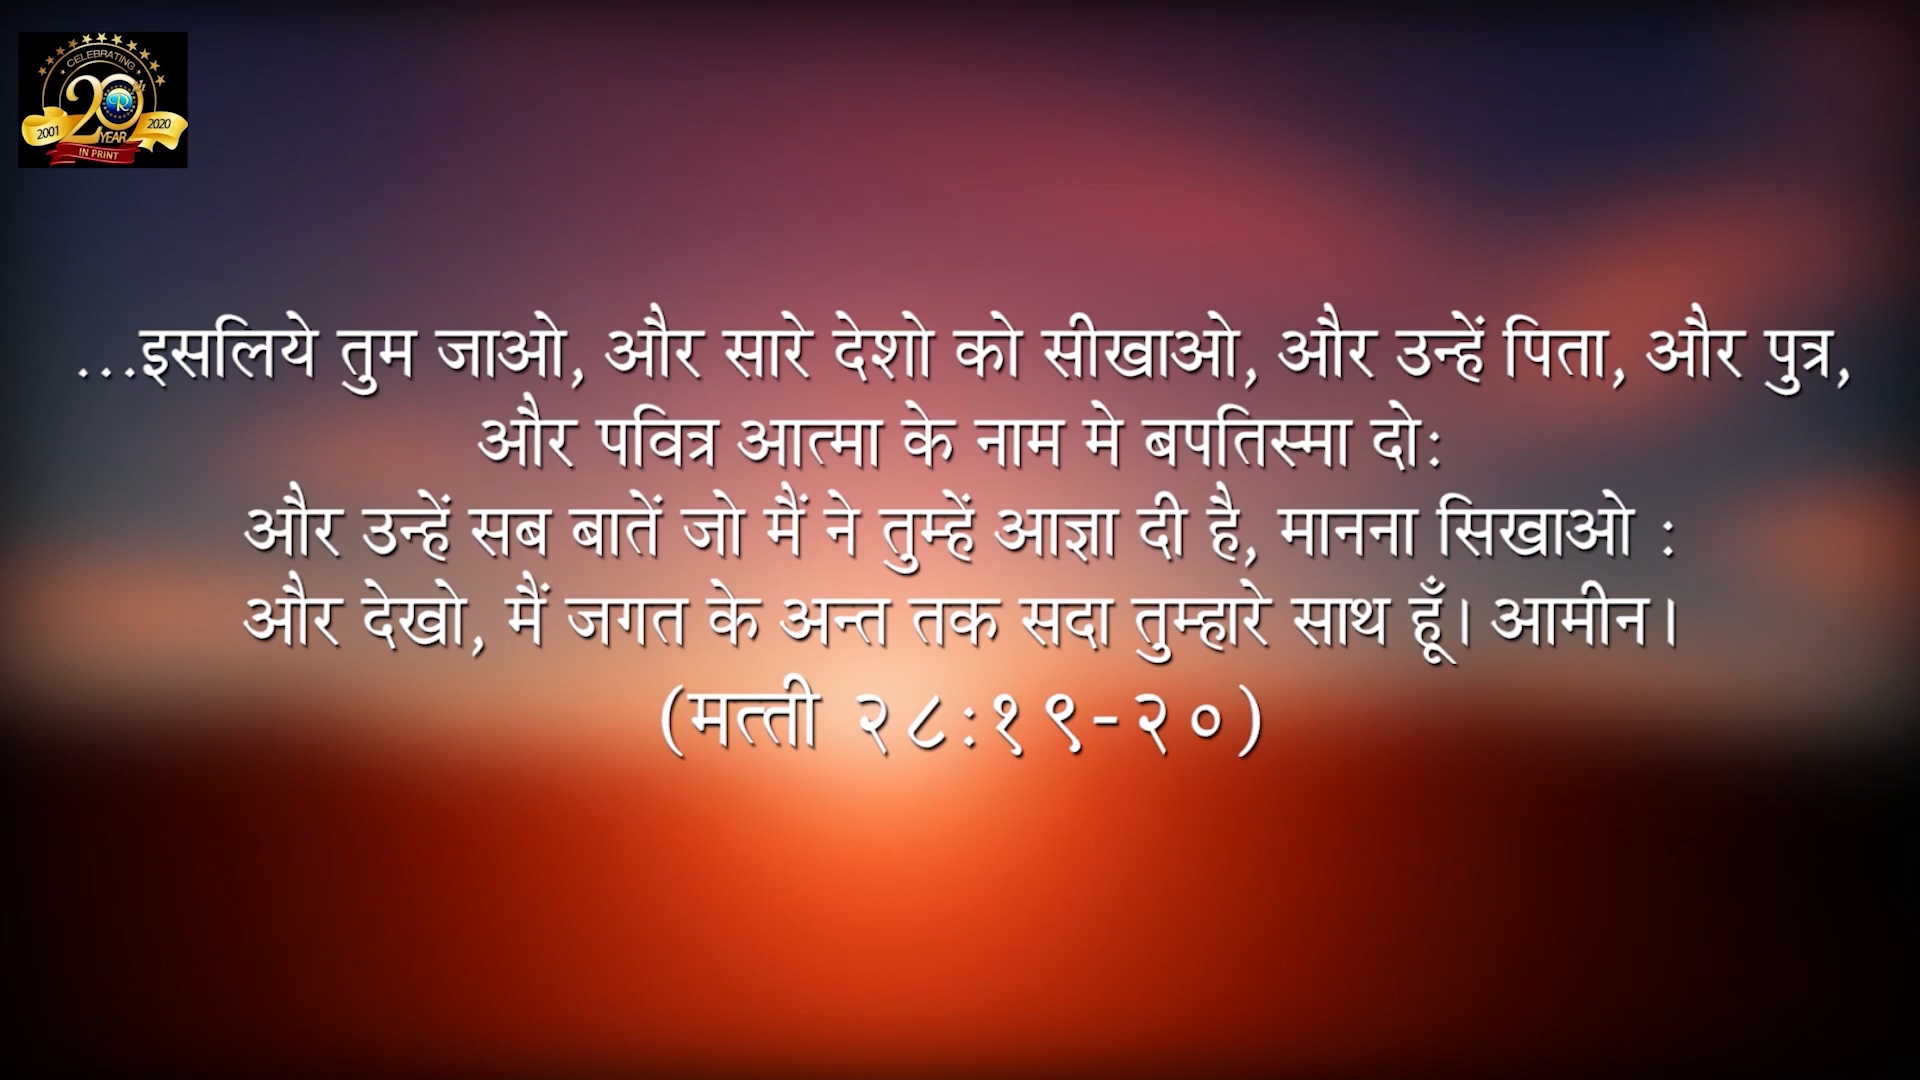 CELEBRATING
20th
R
2001
YEAR
2020
IN PRINT
...इसलिये तुम जाओ, और सारे देशो को सीखाओ, और उन्हें पिता, और पुत्र,
और पवित्र आत्मा के नाम मे बपतिस्मा दो:
और उन्हें सब बातें जो मैं ने तुम्हें आज्ञा दी है, मानना सिखाओ :
और देखो, मैं जगत के अन्त तक सदा तुम्हारे साथ हूँ। आमीन।
(मत्ती २८:१९-२०)